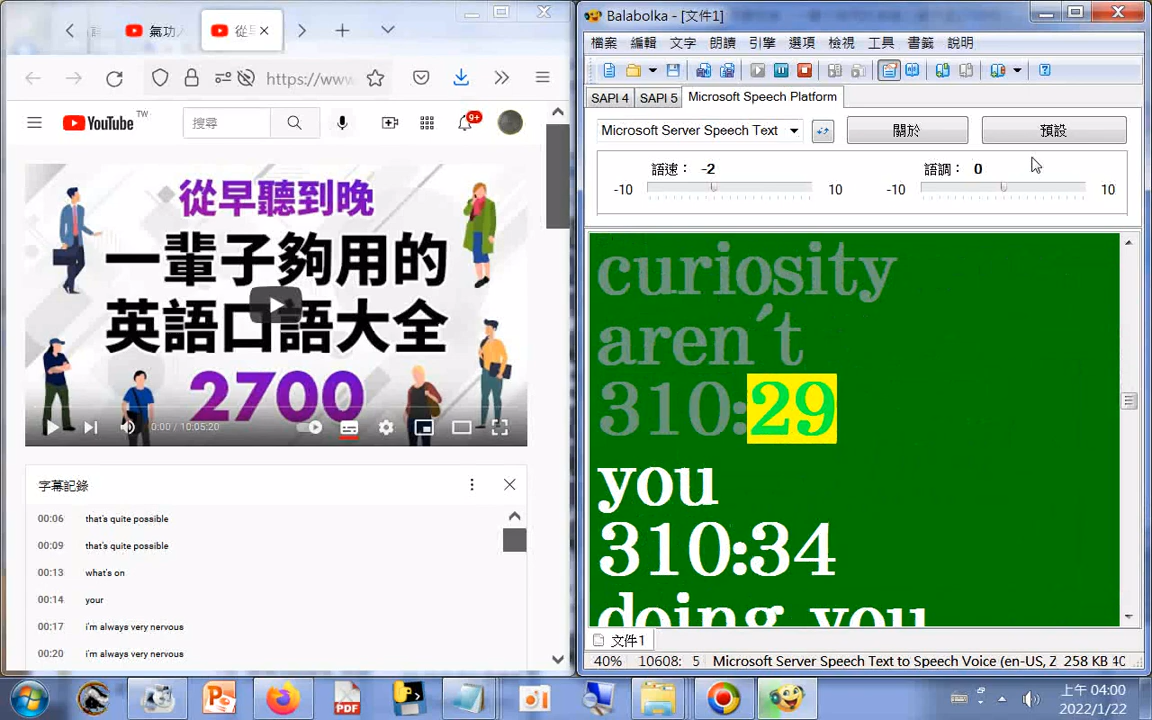 氣功
從
https://www
YouTube TW
搜尋
9+
從早聽到晚
一輩子夠用的
英語口語大全
2700
0:00 / 10:05:20
字幕記錄
00:06 that's quite possible
00:09 that's quite possible
00:13 what's on
00:14 your
00:17 i'm always very nervous
00:20 i'm always very nervous
Balabolka - [文件1]
檔案 編輯 文字 朗讀 引擎 選項 檢視 工具 書籤 說明
SAPI 4 SAPI 5 Microsoft Speech Platform
Microsoft Server Speech Text 關於 預設
語速： -2 語調： 0
-10 10 -10 10
curiosity
aren't
310:29
you
310:34
doing you
文件1
40% 10608: 5 Microsoft Server Speech Text to Speech Voice (en-US, Z 258 KB
PDF
上午 04:00
2022/1/22